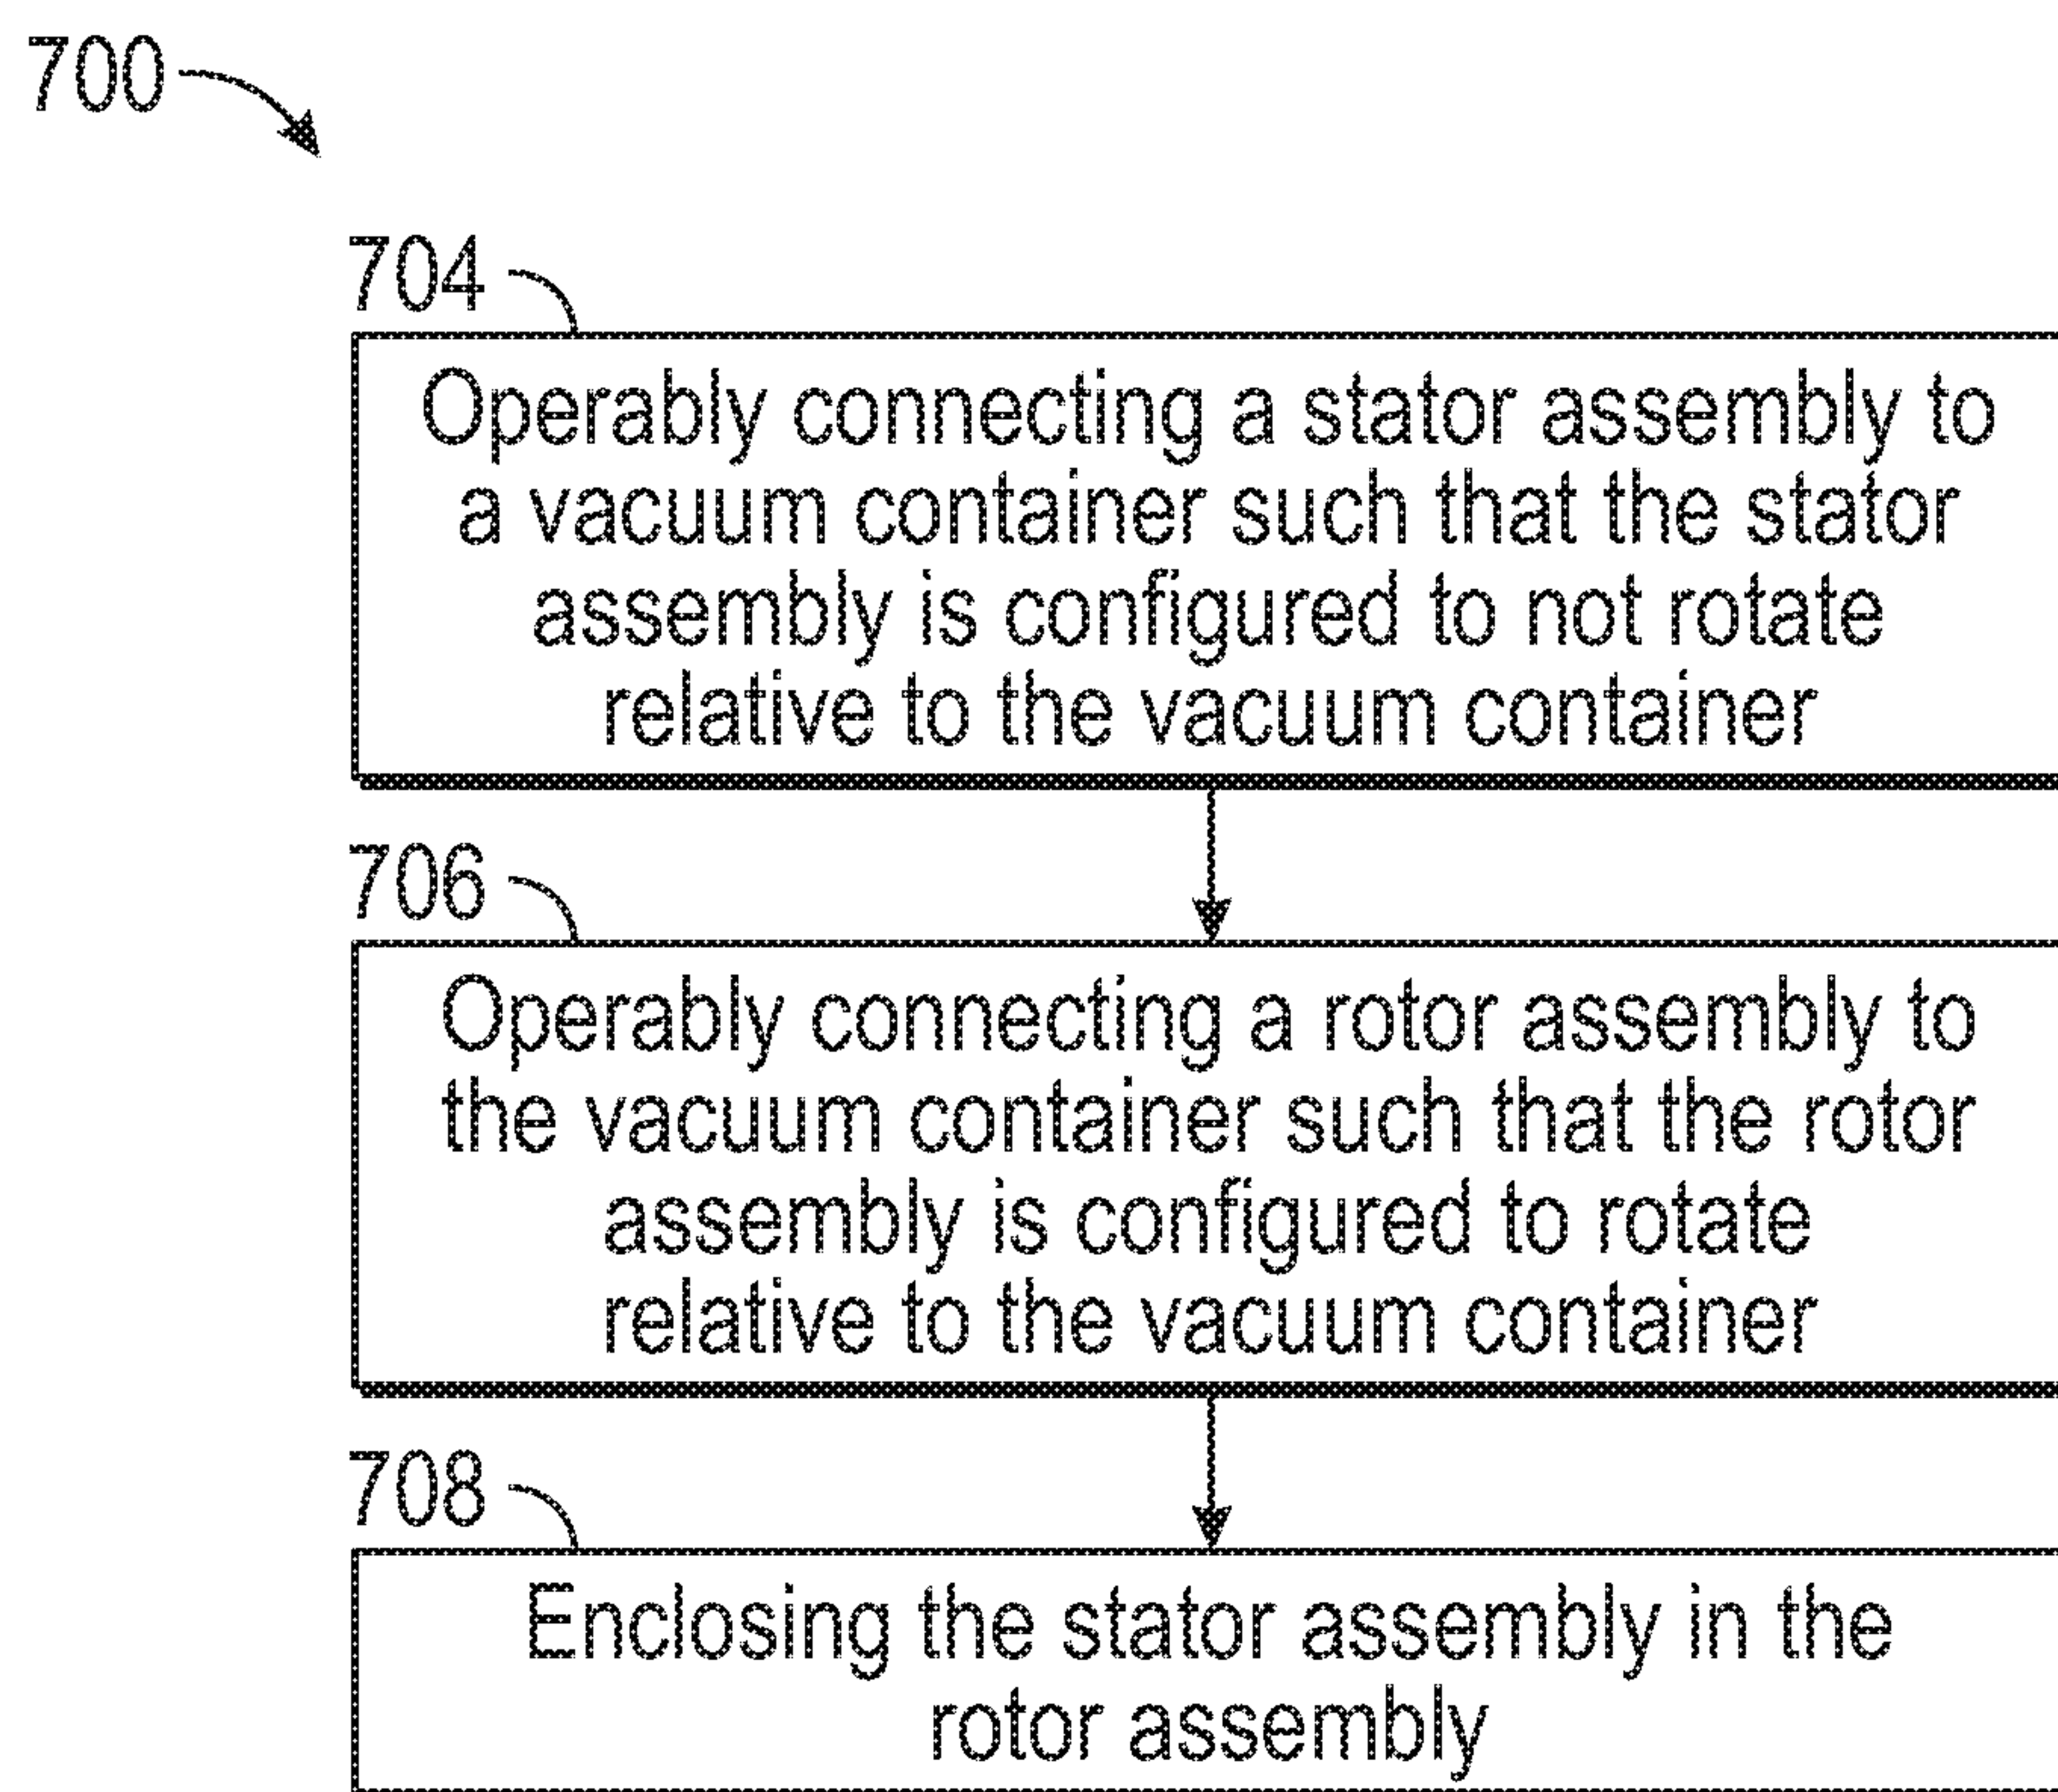 700
704
Operably connecting a stator assembly to
a vacuum container such that the stator
assembly is configured to not rotate
relative to the vacuum container
706
Operably connecting a rotor assembly to
the vacuum container such that the rotor
assembly is configured to rotate
relative to the vacuum container
708
Enclosing the stator assembly in the
rotor assembly